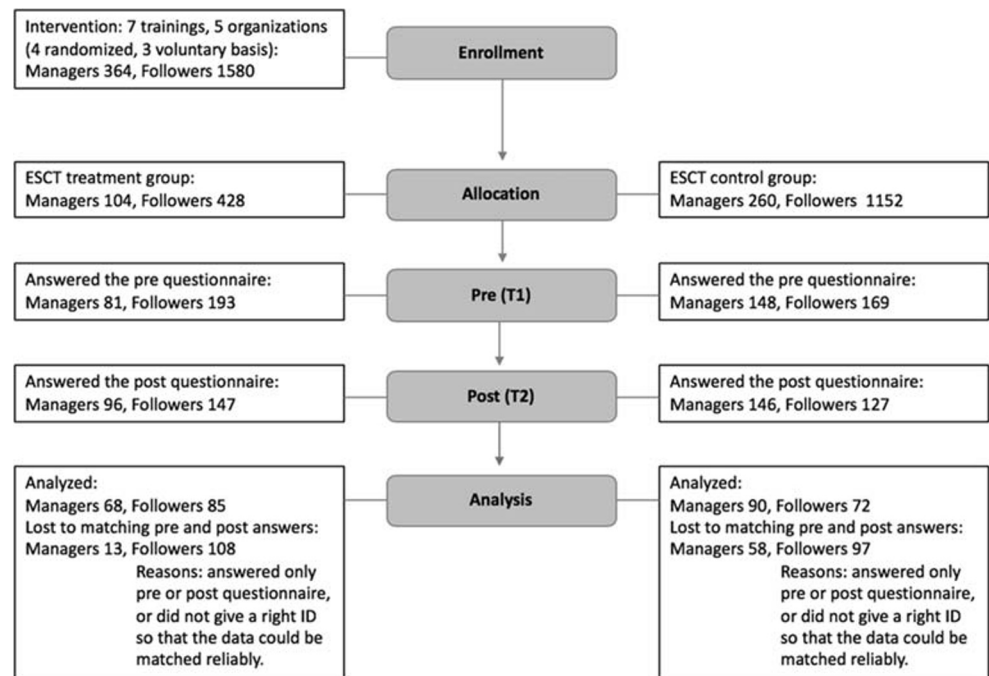 Intervention: 7 trainings, 5 organizations
(4 randomized, 3 voluntary basis):
Managers 364, Followers 1580
Enrollment
ESCT treatment group:
Managers 104, Followers 428
Allocation
ESCT control group:
Managers 260, Followers 1152
Answered the pre questionnaire:
Managers 81, Followers 193
Pre (T1)
Answered the pre questionnaire:
Managers 148, Followers 169
Answered the post questionnaire:
Managers 96, Followers 147
Post (T2)
Answered the post questionnaire:
Managers 146, Followers 127
Analyzed:
Managers 68, Followers 85
Lost to matching pre and post answers:
Managers 13, Followers 108
Reasons: answered only
pre or post questionnaire,
or did not give a right ID
so that the data could be
matched reliably.
Analysis
Analyzed:
Managers 90, Followers 72
Lost to matching pre and post answers:
Managers 58, Followers 97
Reasons: answered only
pre or post questionnaire,
or did not give a right ID
so that the data could be
matched reliably.